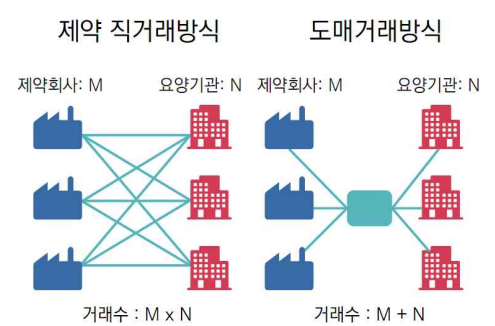 제약 직거래방식
도매거래방식
제약회사: M
요양기관: N
제약회사: M
요양기관: N
거래수 : M x N
거래수 : M + N